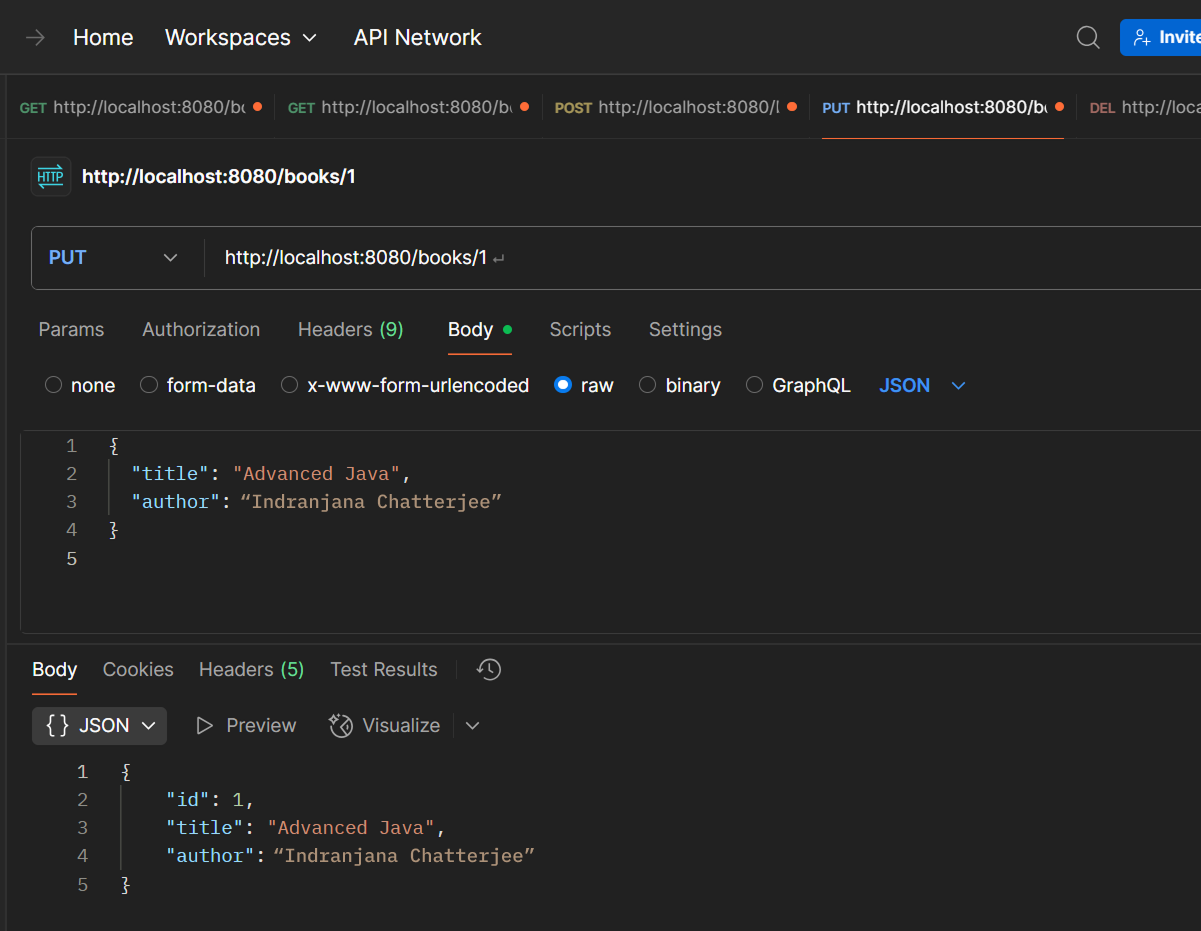 Home Workspaces API Network Invite
GET http://localhost:8080/bo GET http://localhost:8080/b POST http://localhost:8080/ PUT http://localhost:8080/b DEL http://loca
HTTP http://localhost:8080/books/1
PUT http://localhost:8080/books/1
Params Authorization Headers (9) Body Scripts Settings
none form-data x-www-form-urlencoded raw binary GraphQL JSON
1 {
2 "title": "Advanced Java",
3 "author": “Indranjana Chatterjee”
4 }
5
Body Cookies Headers (5) Test Results
{} JSON Preview Visualize
1 {
2 "id": 1,
3 "title": "Advanced Java",
4 "author": “Indranjana Chatterjee”
5 }